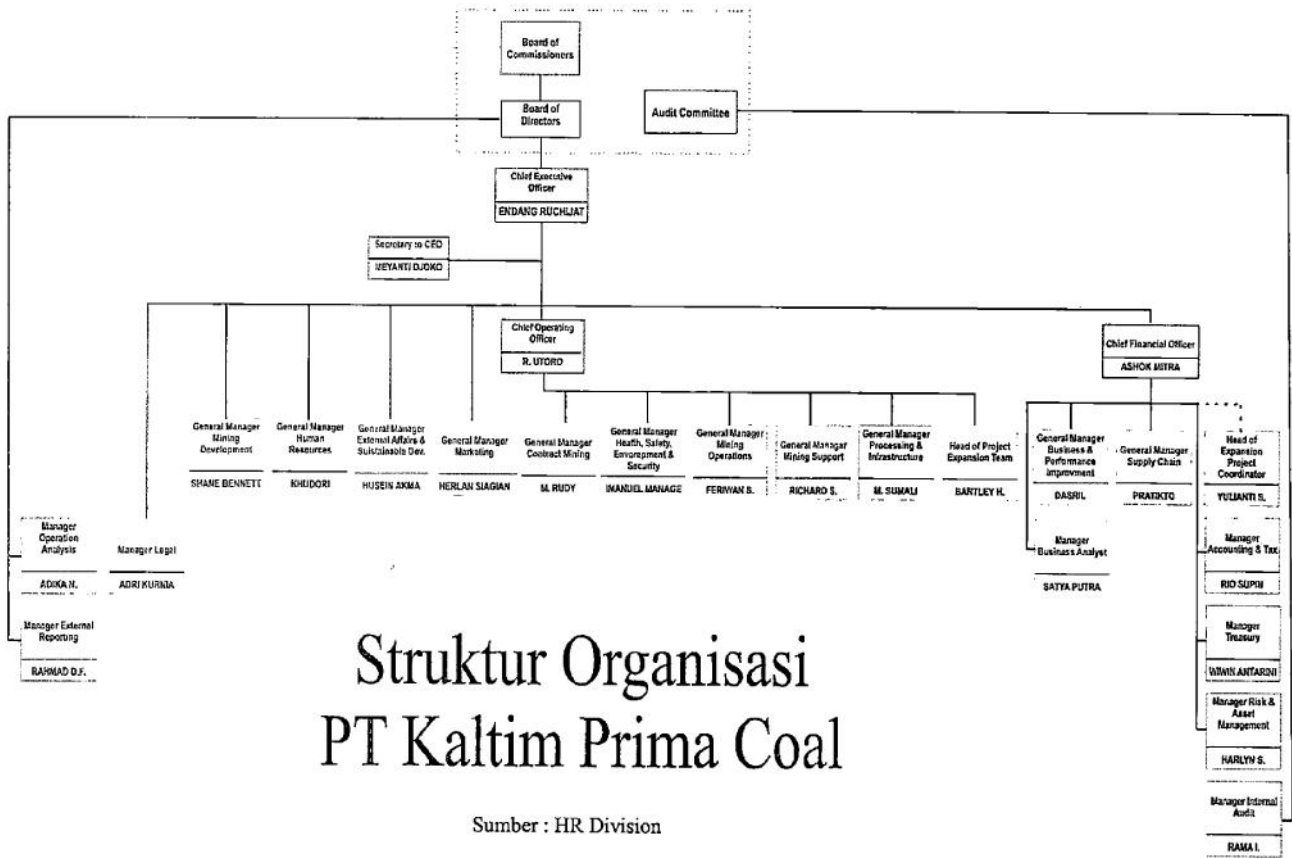 Board of
Commissioners
Board of
Directors
Audit Committee
Chief Executive
Officer
ENDANG RUCHIJAT
Secretary to CEO
MEYANTI DJOKO
Chief Operating
Officer
R. UTORO
Chief Financial Officer
ASHOK MITRA
General Manager
Mining
Development
SHANE BENNETT
General Manager
Human
Resources
KHUDORI
General Manager
External Affairs &
Sustainable Dev.
HUSEIN AKMA
General Manager
Marketing
HERLAN SIAGIAN
General Manager
Contract Mining
M. RUDY
General Manager
Health, Safety,
Environment &
Security
IMANUEL MANAGE
General Manager
Mining
Operations
FERIWAN S.
General Manager
Mining Support
RICHARD S.
General Manager
Processing &
Infrastructure
M. SUMALI
Head of Project
Expansion Team
BARTLEY H.
General Manager
Business &
Performance
Improvment
DASRIL
General Manager
Supply Chain
PRATIKTO
Head of
Expansion
Project
Coordinator
YULIANTI S.
Manager
Operation
Analysis
ADIKA N.
Manager Legal
ADRI KURNIA
Manager
Business Analyst
SATYA PUTRA
Manager
Accounting & Tax
RIO SUPIN
Manager External
Reporting
RAHMAD D.F.
Manager
Treasury
WIWIN ANTARINI
Manager Risk &
Asset
Management
HARLYN S.
Manager Internal
Audit
RAMA I.
Struktur Organisasi
PT Kaltim Prima Coal
Sumber : HR Division